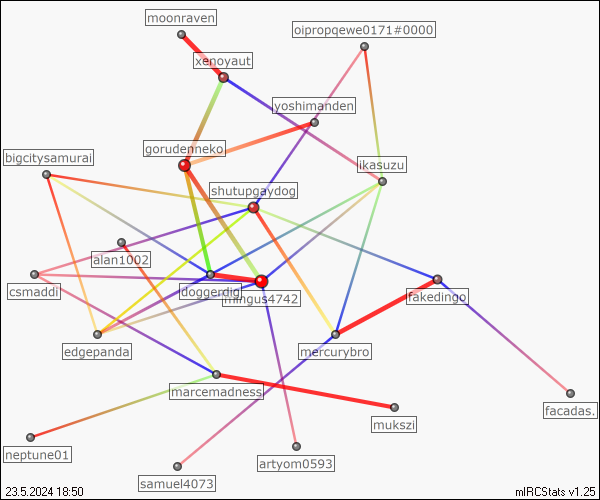 moonraven
oipropqewe0171#0000
xenoyaut
yoshimanden
gorudenneko
bigcitysamurai
ikasuzu
shutupgaydog
alan1002
csmaddi
doggerdig
mingus4742
fakedingo
edgepanda
mercurybro
marcemadness
facadas.
mukszi
neptune01
artyom0593
samuel4073
23.5.2024 18:50
mIRCStats v1.25